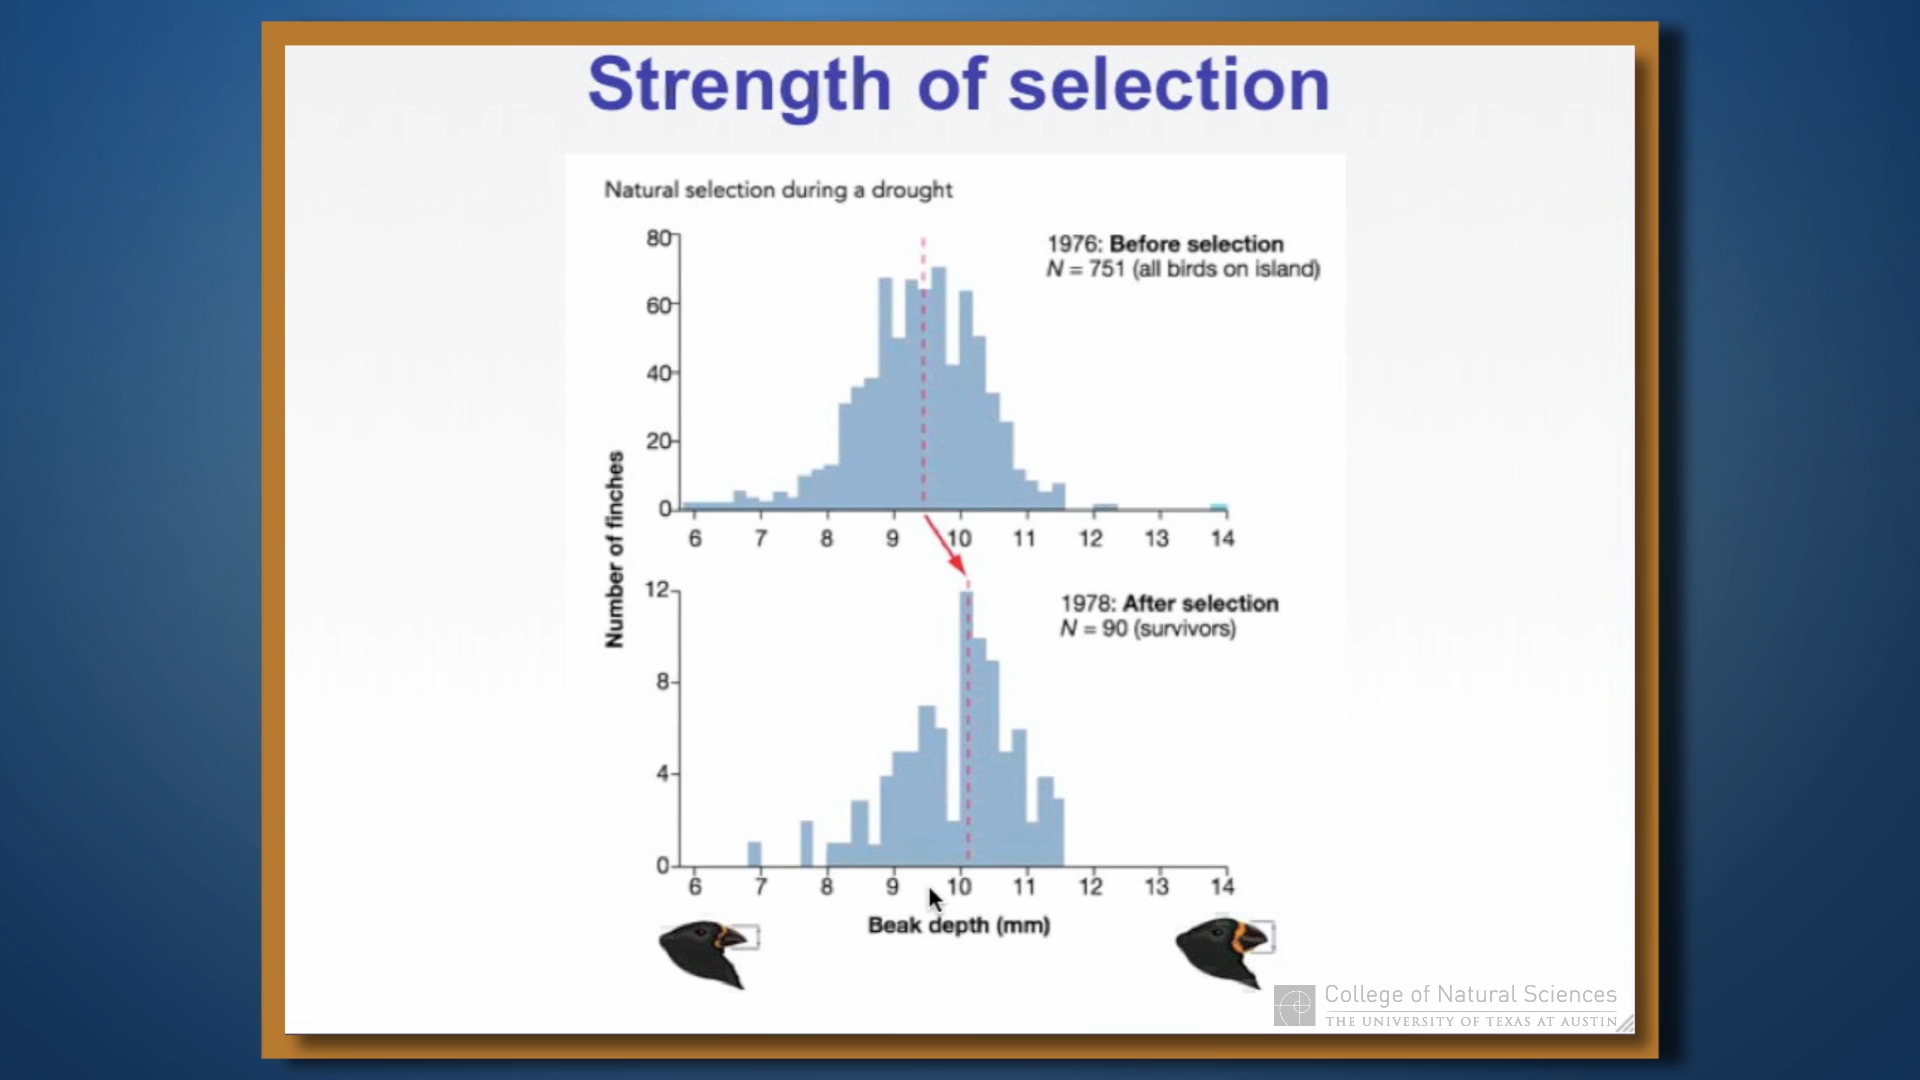 Strength of selection
Natural selection during a drought
1976: Before selection
N = 751 (all birds on island)
80
60
40
20
0
6 7 8 9 10 11 12 13 14
Number of finches
1978: After selection
N = 90 (survivors)
12
8
4
0
6 7 8 9 10 11 12 13 14
Beak depth (mm)
College of Natural Sciences
THE UNIVERSITY OF TEXAS AT AUSTIN